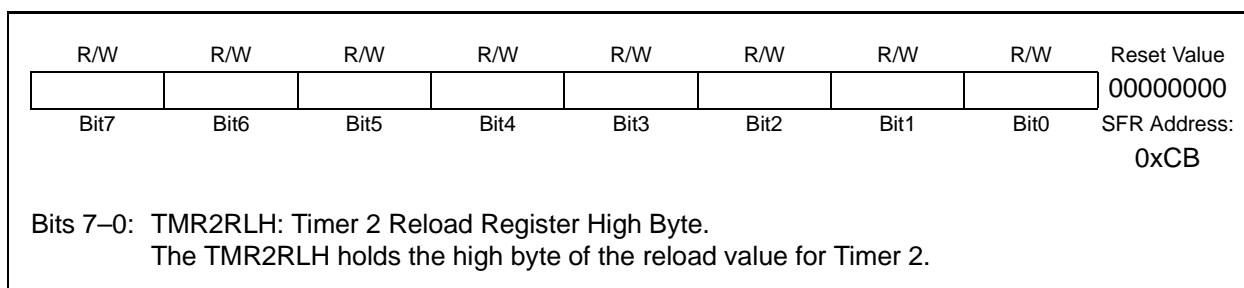 R/W R/W R/W R/W R/W R/W R/W R/W Reset Value
00000000
Bit7 Bit6 Bit5 Bit4 Bit3 Bit2 Bit1 Bit0 SFR Address:
0xCB
Bits 7–0: TMR2RLH: Timer 2 Reload Register High Byte.
The TMR2RLH holds the high byte of the reload value for Timer 2.